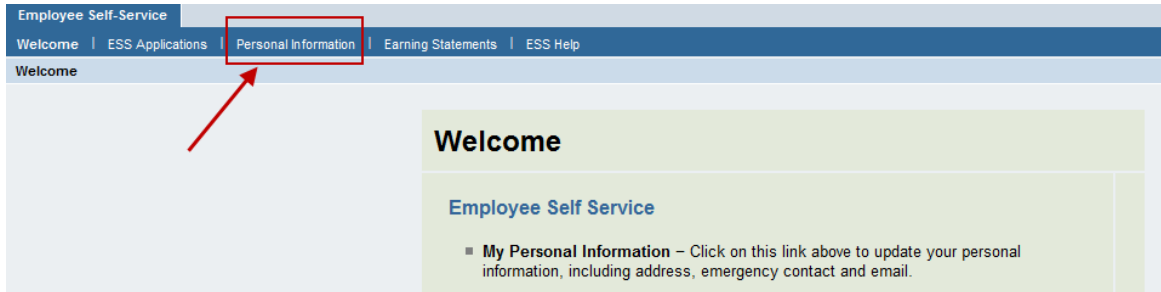 Employee Self-Service
Welcome | ESS Applications | Personal Information | Earning Statements | ESS Help
Welcome
Welcome
Employee Self Service
My Personal Information – Click on this link above to update your personal
information, including address, emergency contact and email.